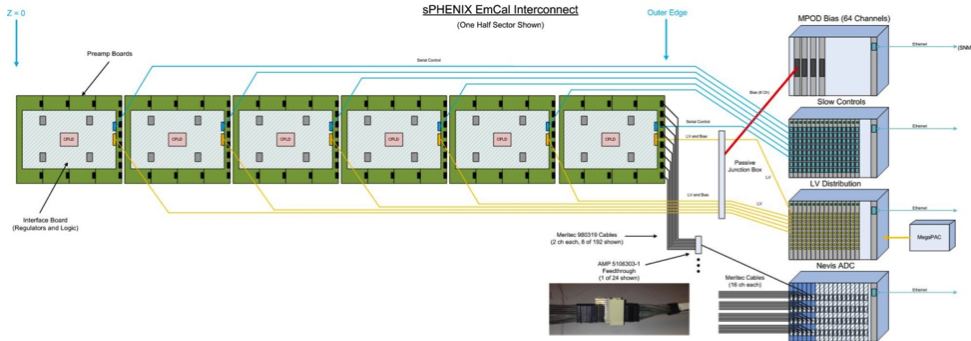 sPHENIX EmCal Interconnect
(One Half Sector Shown)
Z = 0
Outer Edge
MPOD Bias (64 Channels)
Preamp Boards
Serial Control
Ethernet
(SNM
Bias (8 Ch)
Slow Controls
Serial Control
Ethernet
CPLD
CPLD
CPLD
CPLD
CPLD
CPLD
LV and Bias
Passive
Junction Box
LV
LV Distribution
LV and Bias
LV
Ethernet
Interface Board
(Regulators and Logic)
MegaPAC
Meritec 980319 Cables
(2 ch each, 8 of 192 shown)
AMP 5106303-1
Feedthrough
(1 of 24 shown)
Meritec Cables
(16 ch each)
Nevis ADC
Ethernet